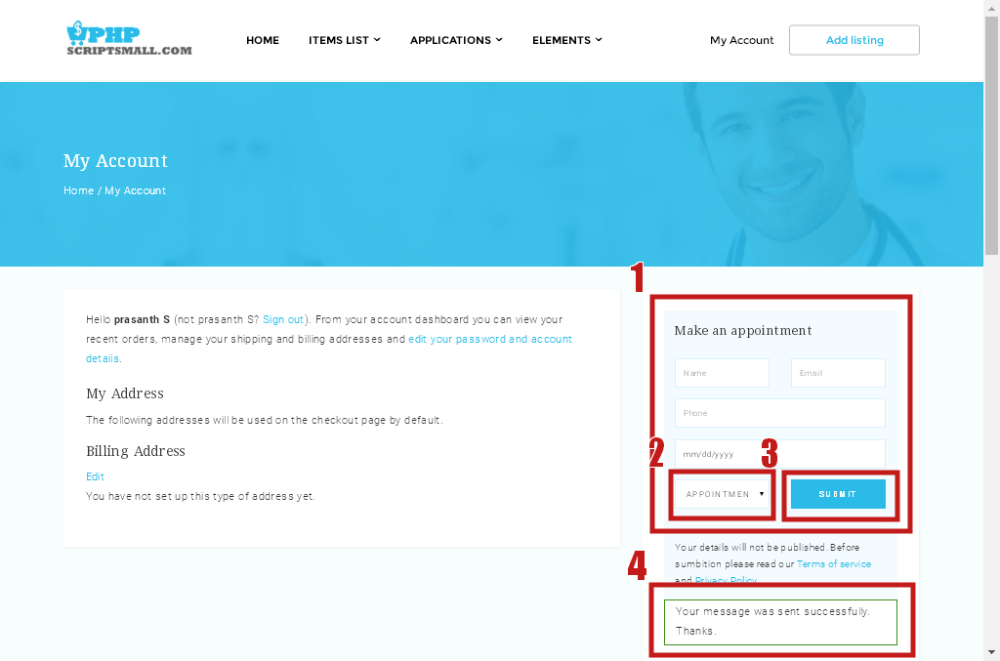 PHP
SCRIPTSMALL.COM
HOME ITEMS LIST APPLICATIONS ELEMENTS My Account Add listing
My Account
Home / My Account
1
Hello prasanth S (not prasanth S? Sign out). From your account dashboard you can view your
recent orders, manage your shipping and billing addresses and edit your password and account
details.
My Address
The following addresses will be used on the checkout page by default.
Billing Address
Edit
You have not set up this type of address yet.
Make an appointment
Name Email
Phone
2 mm/dd/yyyy 3
APPOINTMEN SUBMIT
Your details will not be published. Before
sumbition please read our Terms of service
and Privacy Policy
4
Your message was sent successfully.
Thanks.